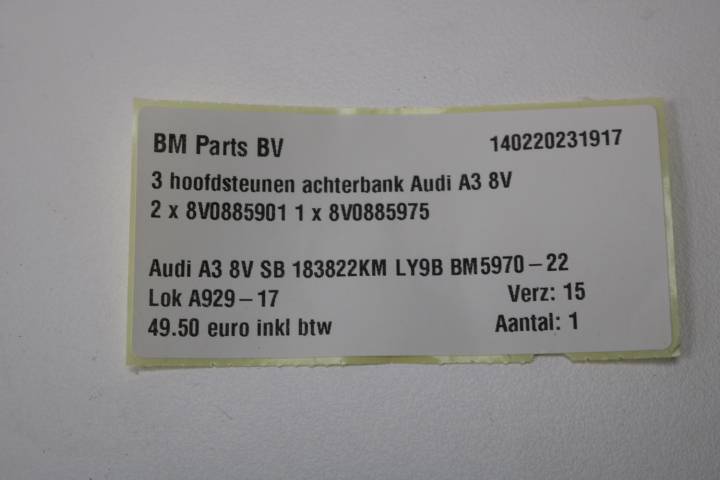 BM Parts BV 140220231917
3 hoofdsteunen achterbank Audi A3 8V
2 x 8V0885901 1 x 8V0885975
Audi A3 8V SB 183822KM LY9B BM5970-22
Lok A929-17 Verz: 15
49.50 euro inkl btw Aantal: 1